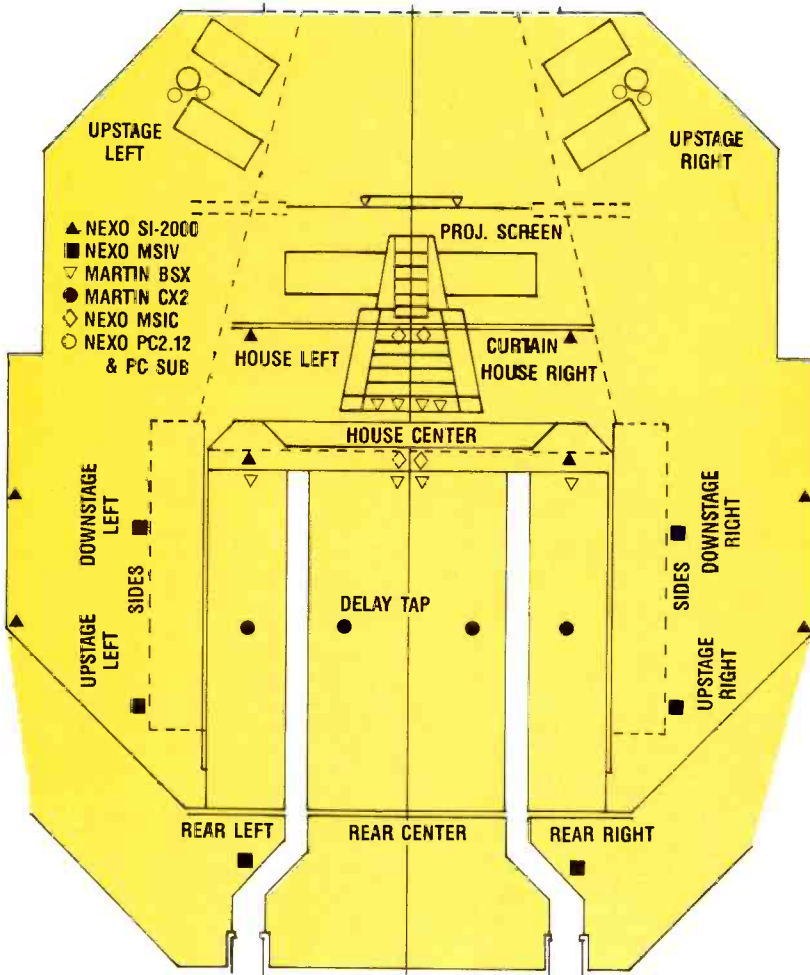 UPSTAGE
LEFT
UPSTAGE
RIGHT
NEXO SI-2000
NEXO MSIV
MARTIN BSX
MARTIN CX2
NEXO MSIC
NEXO PC2.12
& PC SUB
PROJ. SCREEN
HOUSE LEFT
CURTAIN
HOUSE RIGHT
HOUSE CENTER
DOWNSTAGE
LEFT
SIDES
UPSTAGE
LEFT
DELAY TAP
DOWNSTAGE
RIGHT
SIDES
UPSTAGE
RIGHT
REAR LEFT
REAR CENTER
REAR RIGHT